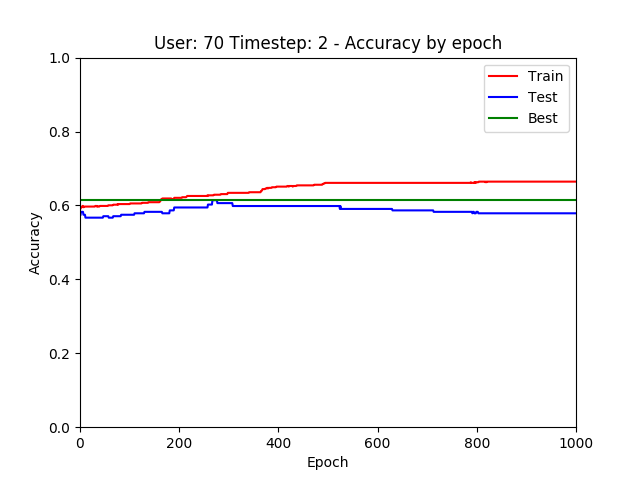 User: 70 Timestep: 2 - Accuracy by epoch
1.0
0.8
0.6
0.4
0.2
0.0
Accuracy
Train
Test
Best
0 200 400 600 800 1000
Epoch